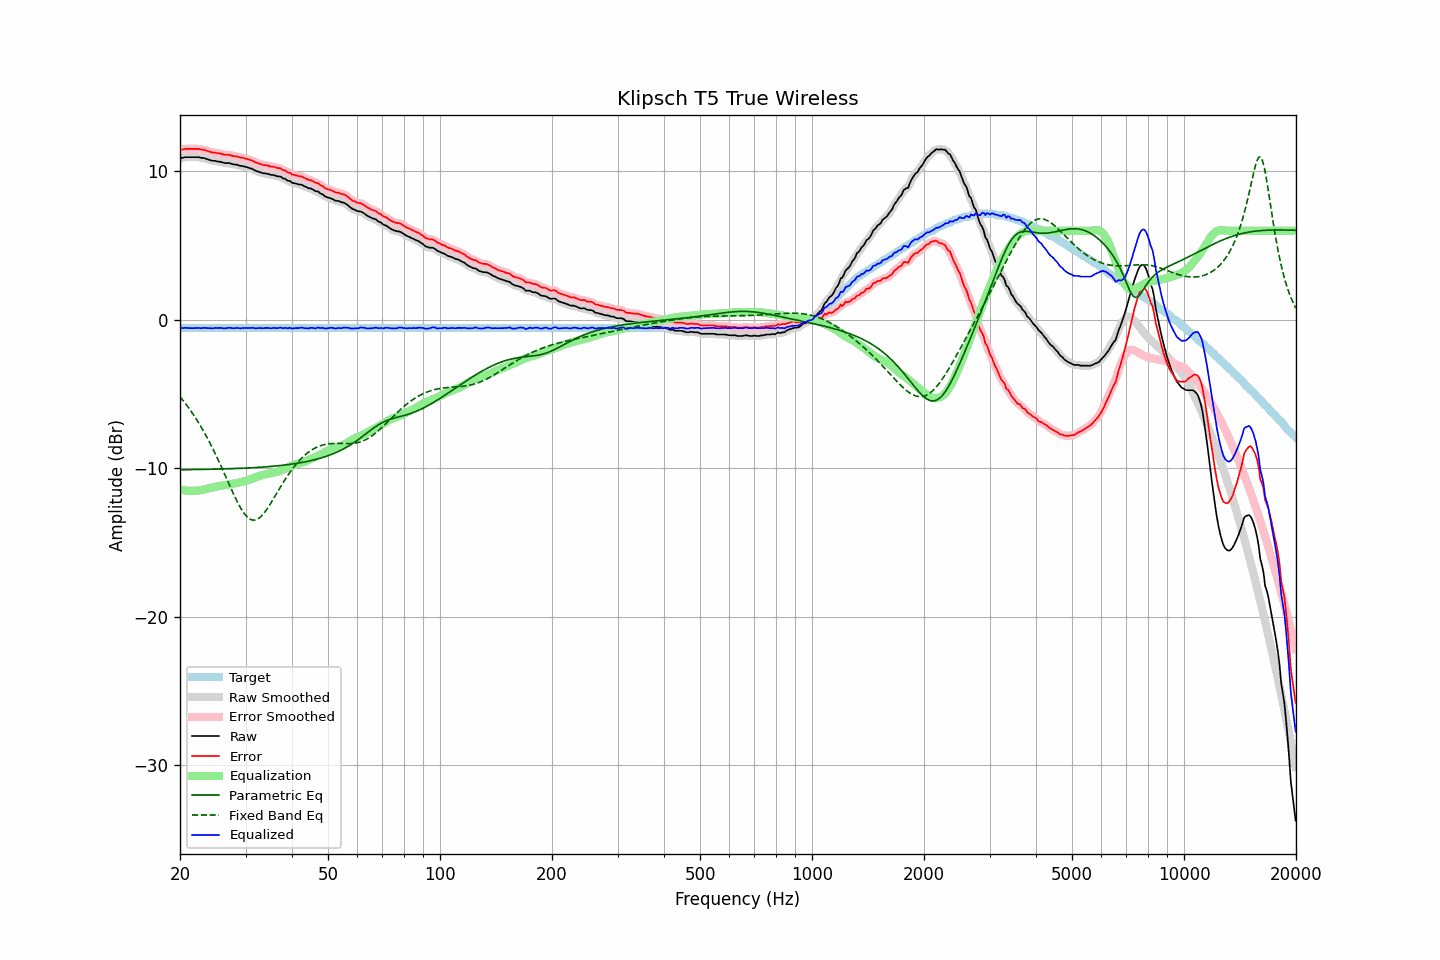 Klipsch T5 True Wireless
Amplitude (dBr)
10
0
−10
−20
−30
Target
Raw Smoothed
Error Smoothed
Raw
Error
Equalization
Parametric Eq
Fixed Band Eq
Equalized
20 50 100 200 500 1000 2000 5000 10000 20000
Frequency (Hz)